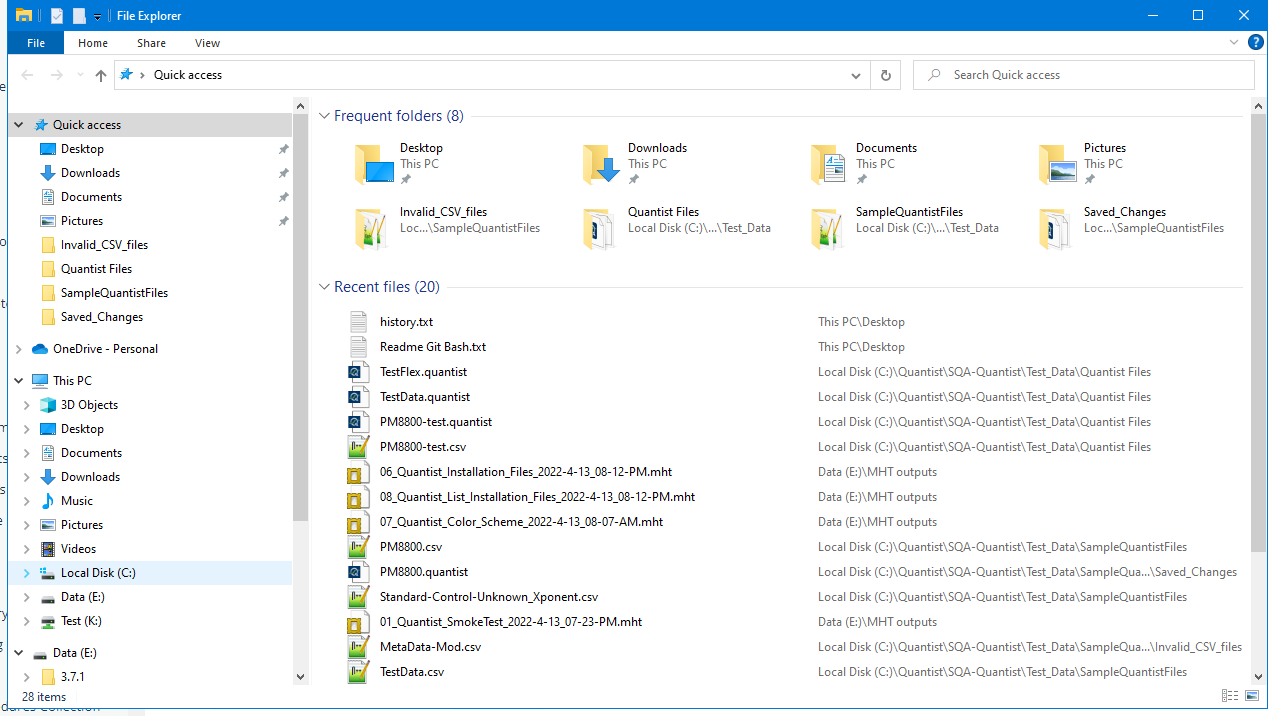 File Explorer
File Home Share View
Quick access
Search Quick access
Quick access
Desktop
Downloads
Documents
Pictures
Invalid_CSV_files
Quantist Files
SampleQuantistFiles
Saved_Changes
OneDrive - Personal
This PC
3D Objects
Desktop
Documents
Downloads
Music
Pictures
Videos
Local Disk (C:)
Data (E:)
Test (K:)
Data (E:)
3.7.1
Frequent folders (8)
Desktop
This PC
Downloads
This PC
Documents
This PC
Pictures
This PC
Invalid_CSV_files
Loc...\SampleQuantistFiles
Quantist Files
Local Disk (C:)\...\Test_Data
SampleQuantistFiles
Local Disk (C:)\...\Test_Data
Saved_Changes
Loc...\SampleQuantistFiles
Recent files (20)
history.txt This PC\Desktop
Readme Git Bash.txt This PC\Desktop
TestFlex.quantist Local Disk (C:)\Quantist\SQA-Quantist\Test_Data\Quantist Files
TestData.quantist Local Disk (C:)\Quantist\SQA-Quantist\Test_Data\Quantist Files
PM8800-test.quantist Local Disk (C:)\Quantist\SQA-Quantist\Test_Data\Quantist Files
PM8800-test.csv Local Disk (C:)\Quantist\SQA-Quantist\Test_Data\Quantist Files
06_Quantist_Installation_Files_2022-4-13_08-12-PM.mht Data (E:)\MHT outputs
08_Quantist_List_Installation_Files_2022-4-13_08-12-PM.mht Data (E:)\MHT outputs
07_Quantist_Color_Scheme_2022-4-13_08-07-AM.mht Data (E:)\MHT outputs
PM8800.csv Local Disk (C:)\Quantist\SQA-Quantist\Test_Data\SampleQuantistFiles
PM8800.quantist Local Disk (C:)\Quantist\SQA-Quantist\Test_Data\SampleQua...\Saved_Changes
Standard-Control-Unknown_Xponent.csv Local Disk (C:)\Quantist\SQA-Quantist\Test_Data\SampleQuantistFiles
01_Quantist_SmokeTest_2022-4-13_07-23-PM.mht Data (E:)\MHT outputs
MetaData-Mod.csv Local Disk (C:)\Quantist\SQA-Quantist\Test_Data\SampleQua...\Invalid_CSV_files
TestData.csv Local Disk (C:)\Quantist\SQA-Quantist\Test_Data\SampleQuantistFiles
28 items